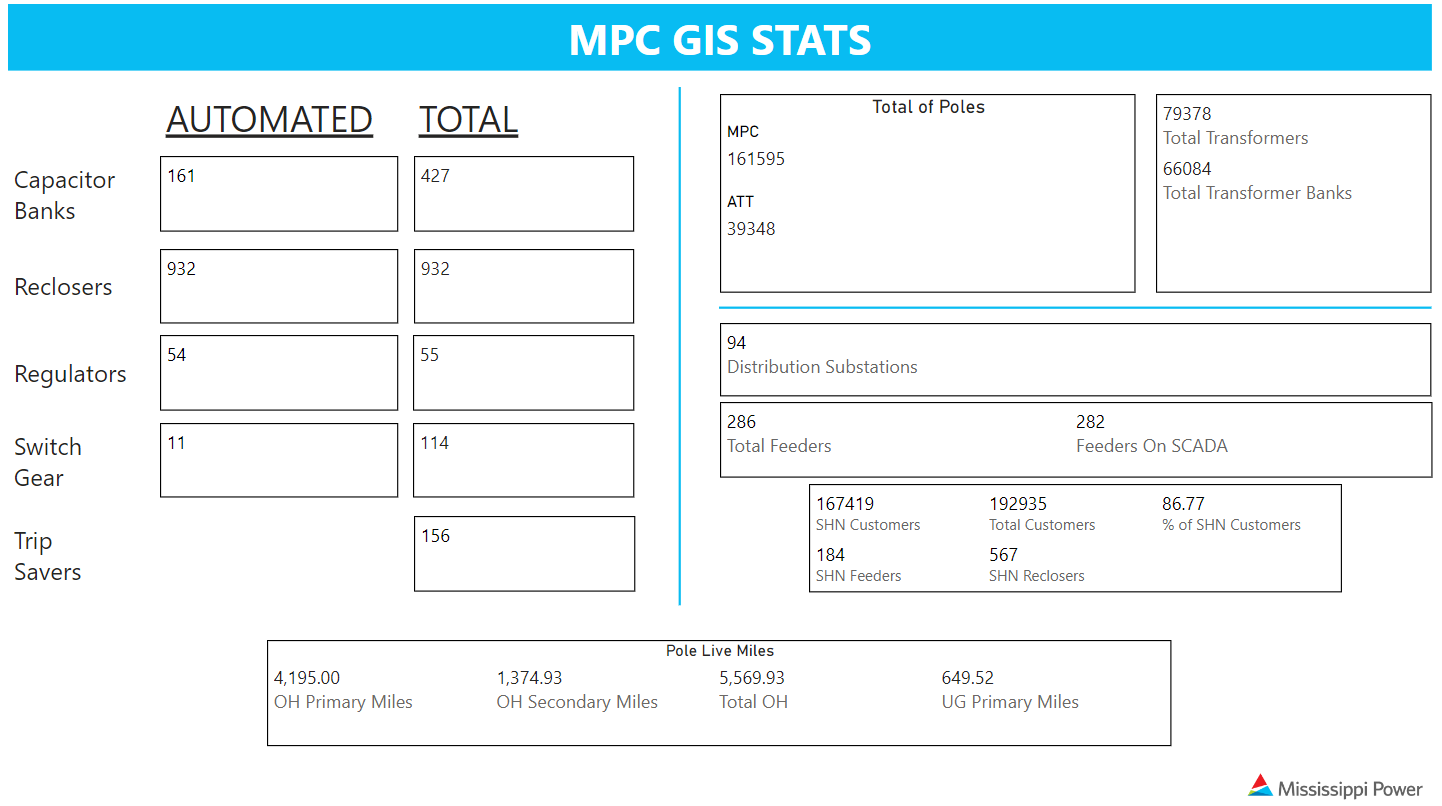 MPC GIS STATS
AUTOMATED TOTAL
Capacitor
Banks
161 427
Reclosers
932 932
Regulators
54 55
Switch
Gear
11 114
Trip
Savers
156
Total of Poles
MPC
161595
ATT
39348
79378
Total Transformers
66084
Total Transformer Banks
94
Distribution Substations
286 282
Total Feeders Feeders On SCADA
167419 192935 86.77
SHN Customers Total Customers % of SHN Customers
184 567
SHN Feeders SHN Reclosers
Pole Live Miles
4,195.00 1,374.93 5,569.93 649.52
OH Primary Miles OH Secondary Miles Total OH UG Primary Miles
Mississippi Power